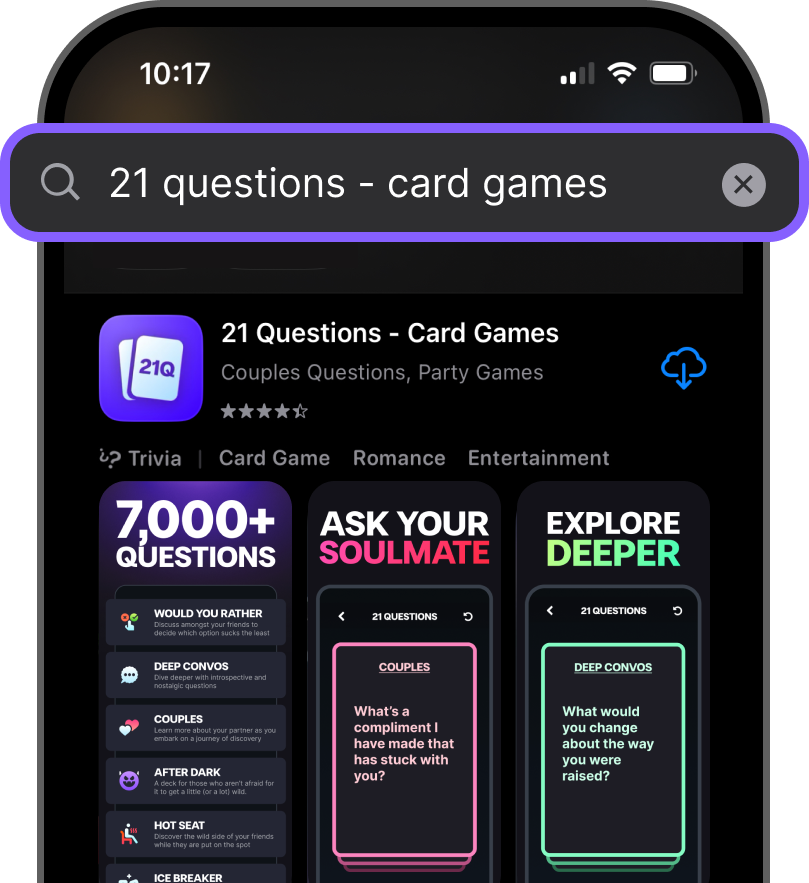 10:17
21 questions - card games
21Q
21 Questions - Card Games
Couples Questions, Party Games
Trivia | Card Game Romance Entertainment
7,000+
QUESTIONS
WOULD YOU RATHER
Discuss amongst your friends to
decide which option sucks the least
DEEP CONVOS
Dive deeper with introspective and
nostalgic questions
COUPLES
Learn more about your partner as you
embark on a journey of discovery
AFTER DARK
A deck for those who aren't afraid for
it to get a little (or a lot) wild.
HOT SEAT
Discover the wild side of your friends
while they are put on the spot
ICE BREAKER
ASK YOUR
SOULMATE
21 QUESTIONS
COUPLES
What's a
compliment I
have made that
has stuck with
you?
EXPLORE
DEEPER
21 QUESTIONS
DEEP CONVOS
What would
you change
about the way
you were
raised?